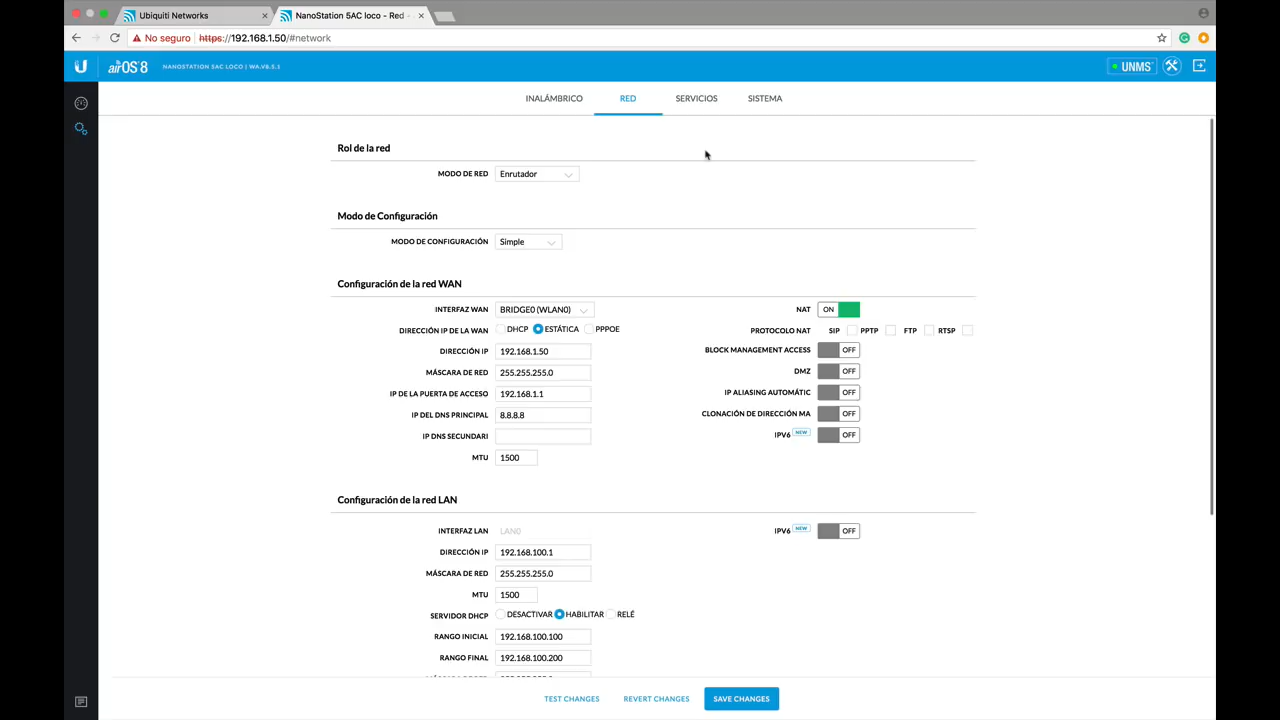 Ubiquiti Networks
NanoStation 5AC loco - Red -
No seguro https://192.168.1.50/#network
airOS 8 NANOSTATION 5AC LOCO | WA.V8.5.1 UNMS
INALÁMBRICO RED SERVICIOS SISTEMA
Rol de la red
MODO DE RED Enrutador
Modo de Configuración
MODO DE CONFIGURACIÓN Simple
Configuración de la red WAN
INTERFAZ WAN BRIDGE0 (WLAN0) NAT ON
DIRECCIÓN IP DE LA WAN DHCP ESTÁTICA PPPOE PROTOCOLO NAT SIP PPTP FTP RTSP
DIRECCIÓN IP 192.168.1.50 BLOCK MANAGEMENT ACCESS OFF
MÁSCARA DE RED 255.255.255.0 DMZ OFF
IP DE LA PUERTA DE ACCESO 192.168.1.1 IP ALIASING AUTOMÁTIC OFF
IP DEL DNS PRINCIPAL 8.8.8.8 CLONACIÓN DE DIRECCIÓN MA OFF
IP DNS SECUNDARI IPV6 NEW OFF
MTU 1500
Configuración de la red LAN
INTERFAZ LAN LAN0 IPV6 NEW OFF
DIRECCIÓN IP 192.168.100.1
MÁSCARA DE RED 255.255.255.0
MTU 1500
SERVIDOR DHCP DESACTIVAR HABILITAR RELÉ
RANGO INICIAL 192.168.100.100
RANGO FINAL 192.168.100.200
TEST CHANGES REVERT CHANGES SAVE CHANGES